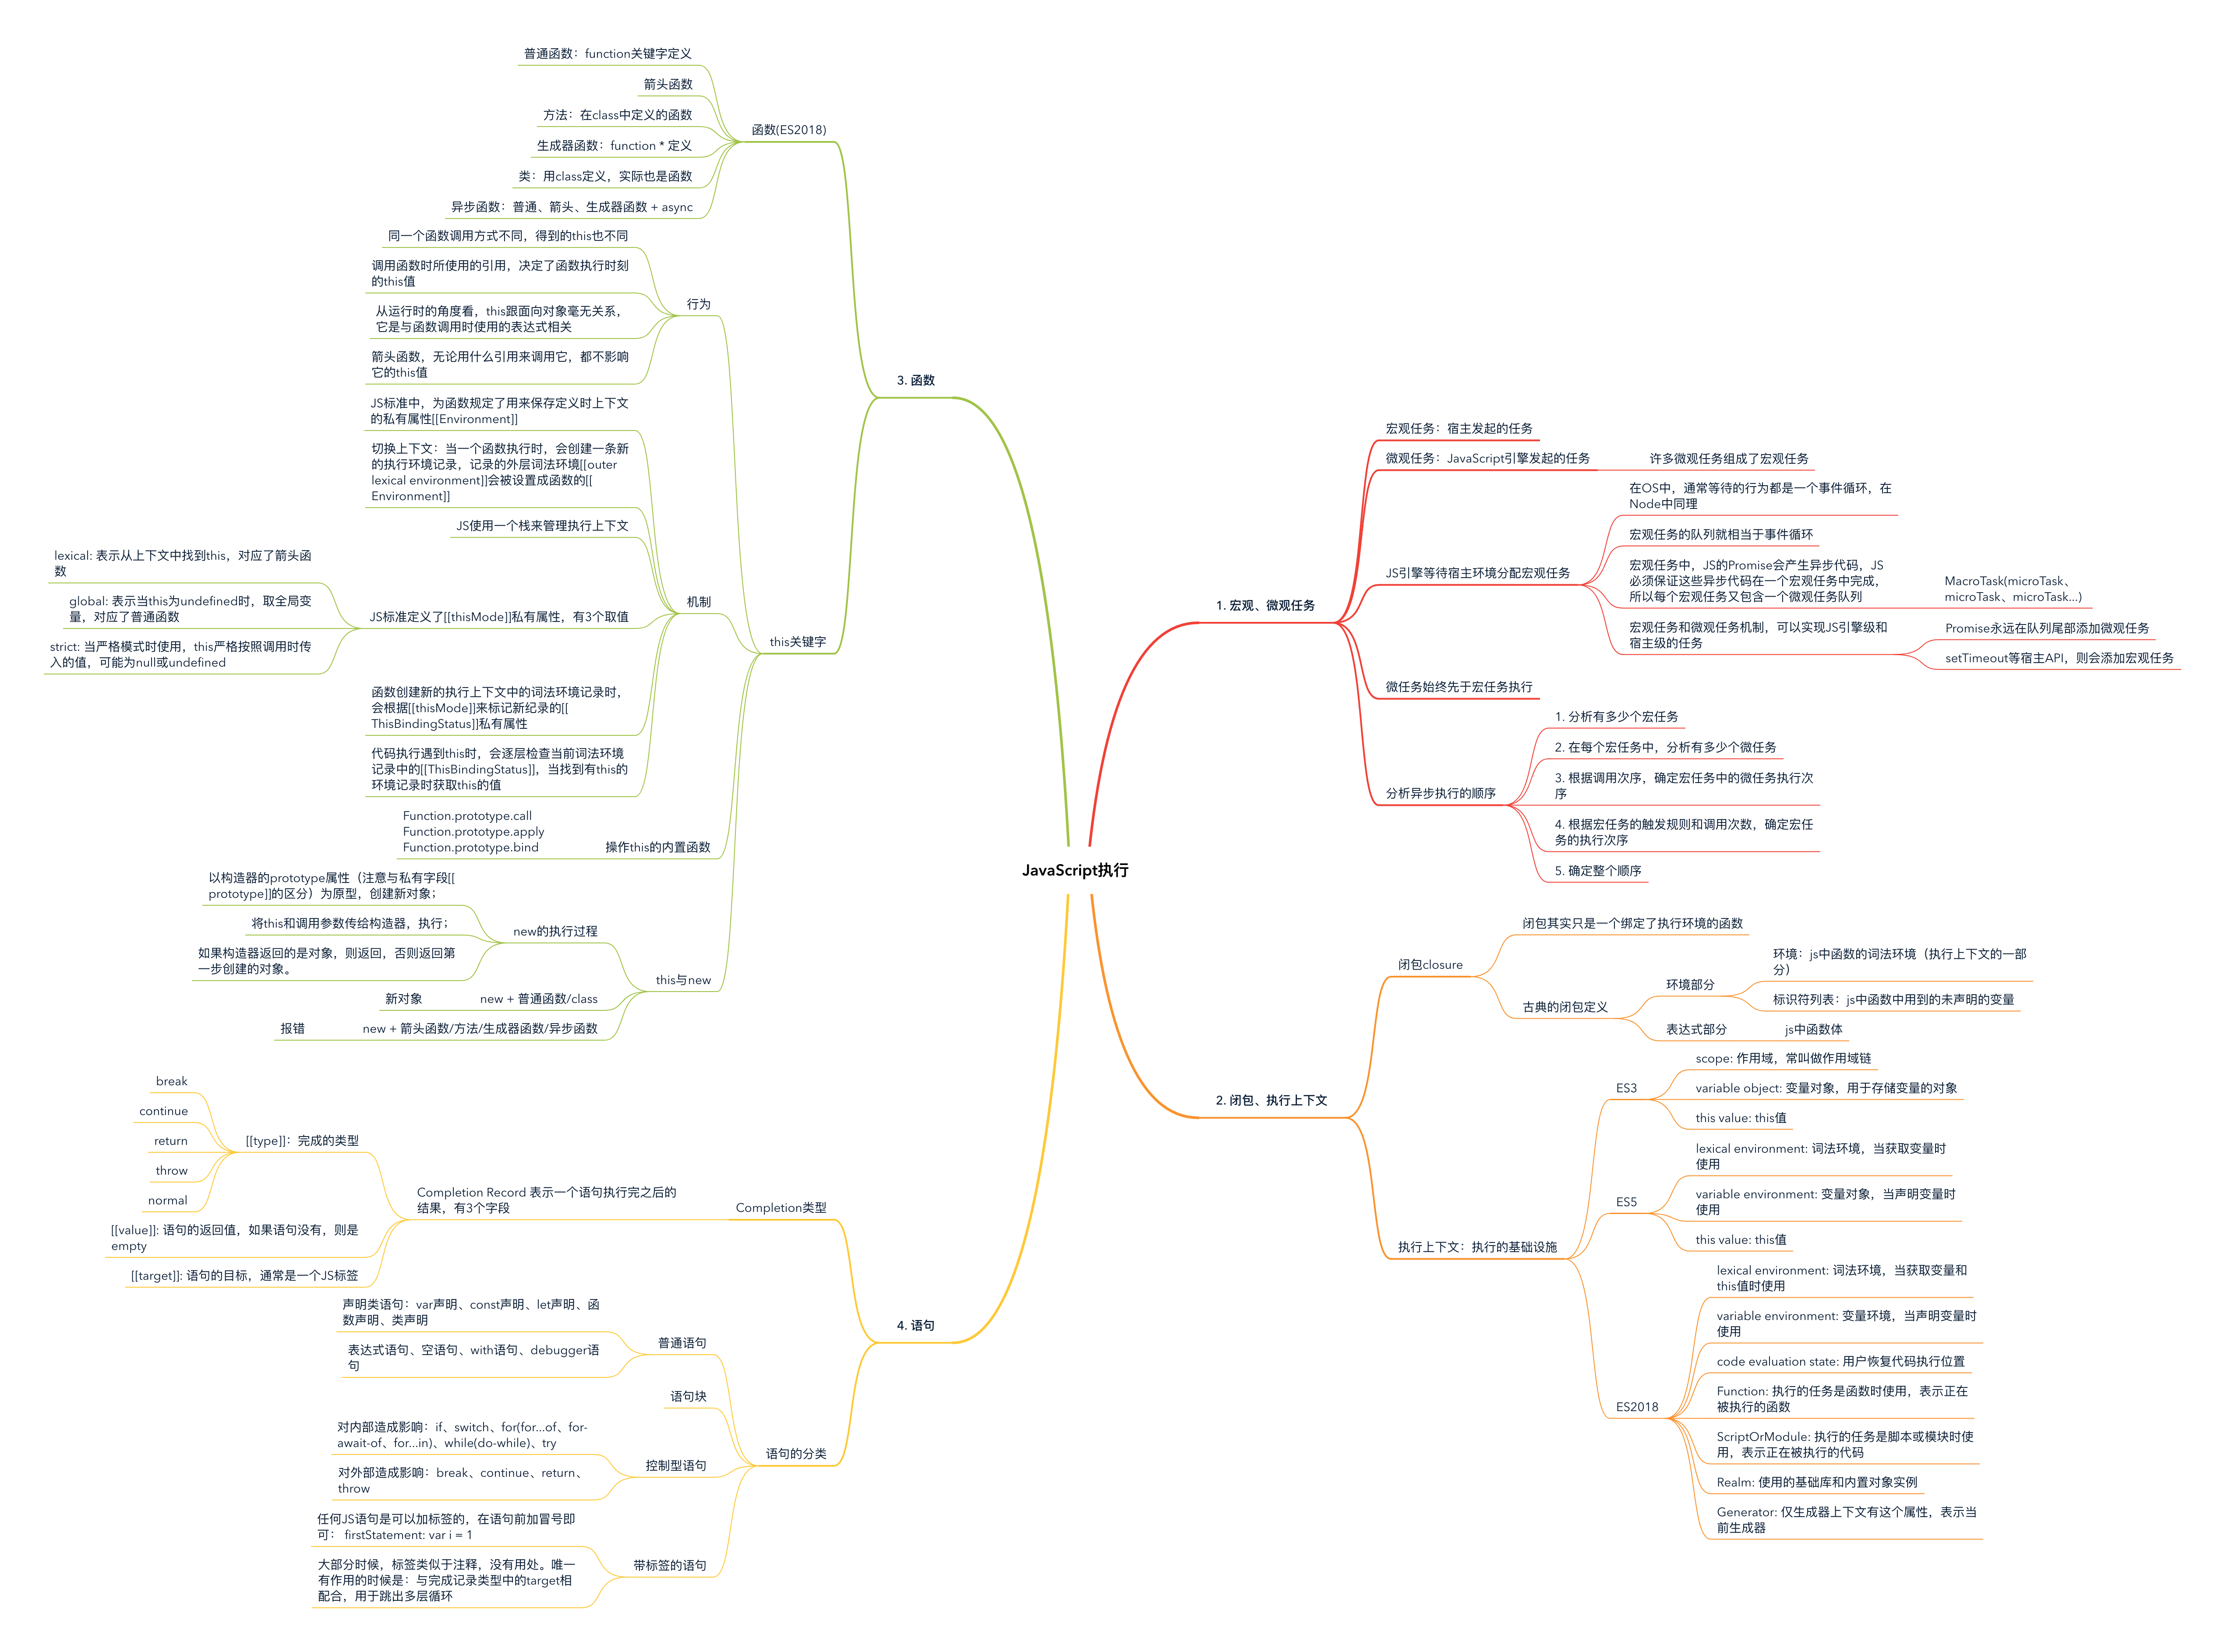 JavaScript执行
1. 宏观、微观任务
宏观任务：宿主发起的任务
微观任务：JavaScript引擎发起的任务
许多微观任务组成了宏观任务
JS引擎等待宿主环境分配宏观任务
在OS中，通常等待的行为都是一个事件循环，在
Node中同理
宏观任务的队列就相当于事件循环
宏观任务中，JS的Promise会产生异步代码，JS
必须保证这些异步代码在一个宏观任务中完成，
所以每个宏观任务又包含一个微观任务队列
MacroTask(microTask、
microTask、microTask...)
宏观任务和微观任务机制，可以实现JS引擎级和
宿主级的任务
Promise永远在队列尾部添加微观任务
setTimeout等宿主API，则会添加宏观任务
微任务始终先于宏任务执行
分析异步执行的顺序
1. 分析有多少个宏任务
2. 在每个宏任务中，分析有多少个微任务
3. 根据调用次序，确定宏任务中的微任务执行次
序
4. 根据宏任务的触发规则和调用次数，确定宏任
务的执行次序
5. 确定整个顺序
2. 闭包、执行上下文
闭包closure
闭包其实只是一个绑定了执行环境的函数
古典的闭包定义
环境部分
环境：js中函数的词法环境（执行上下文的一部
分）
标识符列表：js中函数中用到的未声明的变量
表达式部分
js中函数体
执行上下文：执行的基础设施
ES3
scope: 作用域，常叫做作用域链
variable object: 变量对象，用于存储变量的对象
this value: this值
ES5
lexical environment: 词法环境，当获取变量时
使用
variable environment: 变量对象，当声明变量时
使用
this value: this值
ES2018
lexical environment: 词法环境，当获取变量和
this值时使用
variable environment: 变量环境，当声明变量时
使用
code evaluation state: 用户恢复代码执行位置
Function: 执行的任务是函数时使用，表示正在
被执行的函数
ScriptOrModule: 执行的任务是脚本或模块时使
用，表示正在被执行的代码
Realm: 使用的基础库和内置对象实例
Generator: 仅生成器上下文有这个属性，表示当
前生成器
3. 函数
函数(ES2018)
普通函数：function关键字定义
箭头函数
方法：在class中定义的函数
生成器函数：function * 定义
类：用class定义，实际也是函数
异步函数：普通、箭头、生成器函数 + async
this关键字
行为
同一个函数调用方式不同，得到的this也不同
调用函数时所使用的引用，决定了函数执行时刻
的this值
从运行时的角度看，this跟面向对象毫无关系，
它是与函数调用时使用的表达式相关
箭头函数，无论用什么引用来调用它，都不影响
它的this值
机制
JS标准中，为函数规定了用来保存定义时上下文
的私有属性[[Environment]]
切换上下文：当一个函数执行时，会创建一条新
的执行环境记录，记录的外层词法环境[[outer
lexical environment]]会被设置成函数的[[
Environment]]
JS使用一个栈来管理执行上下文
JS标准定义了[[thisMode]]私有属性，有3个取值
lexical: 表示从上下文中找到this，对应了箭头函
数
global: 表示当this为undefined时，取全局变
量，对应了普通函数
strict: 当严格模式时使用，this严格按照调用时传
入的值，可能为null或undefined
函数创建新的执行上下文中的词法环境记录时，
会根据[[thisMode]]来标记新纪录的[[
ThisBindingStatus]]私有属性
代码执行遇到this时，会逐层检查当前词法环境
记录中的[[ThisBindingStatus]]，当找到有this的
环境记录时获取this的值
操作this的内置函数
Function.prototype.call
Function.prototype.apply
Function.prototype.bind
this与new
new的执行过程
以构造器的prototype属性（注意与私有字段[[
prototype]]的区分）为原型，创建新对象；
将this和调用参数传给构造器，执行；
如果构造器返回的是对象，则返回，否则返回第
一步创建的对象。
new + 普通函数/class
新对象
new + 箭头函数/方法/生成器函数/异步函数
报错
4. 语句
Completion类型
Completion Record 表示一个语句执行完之后的
结果，有3个字段
[[type]]：完成的类型
break
continue
return
throw
normal
[[value]]: 语句的返回值，如果语句没有，则是
empty
[[target]]: 语句的目标，通常是一个JS标签
语句的分类
普通语句
声明类语句：var声明、const声明、let声明、函
数声明、类声明
表达式语句、空语句、with语句、debugger语
句
语句块
控制型语句
对内部造成影响：if、switch、for(for...of、for-
await-of、for...in)、while(do-while)、try
对外部造成影响：break、continue、return、
throw
带标签的语句
任何JS语句是可以加标签的，在语句前加冒号即
可： firstStatement: var i = 1
大部分时候，标签类似于注释，没有用处。唯一
有作用的时候是：与完成记录类型中的target相
配合，用于跳出多层循环